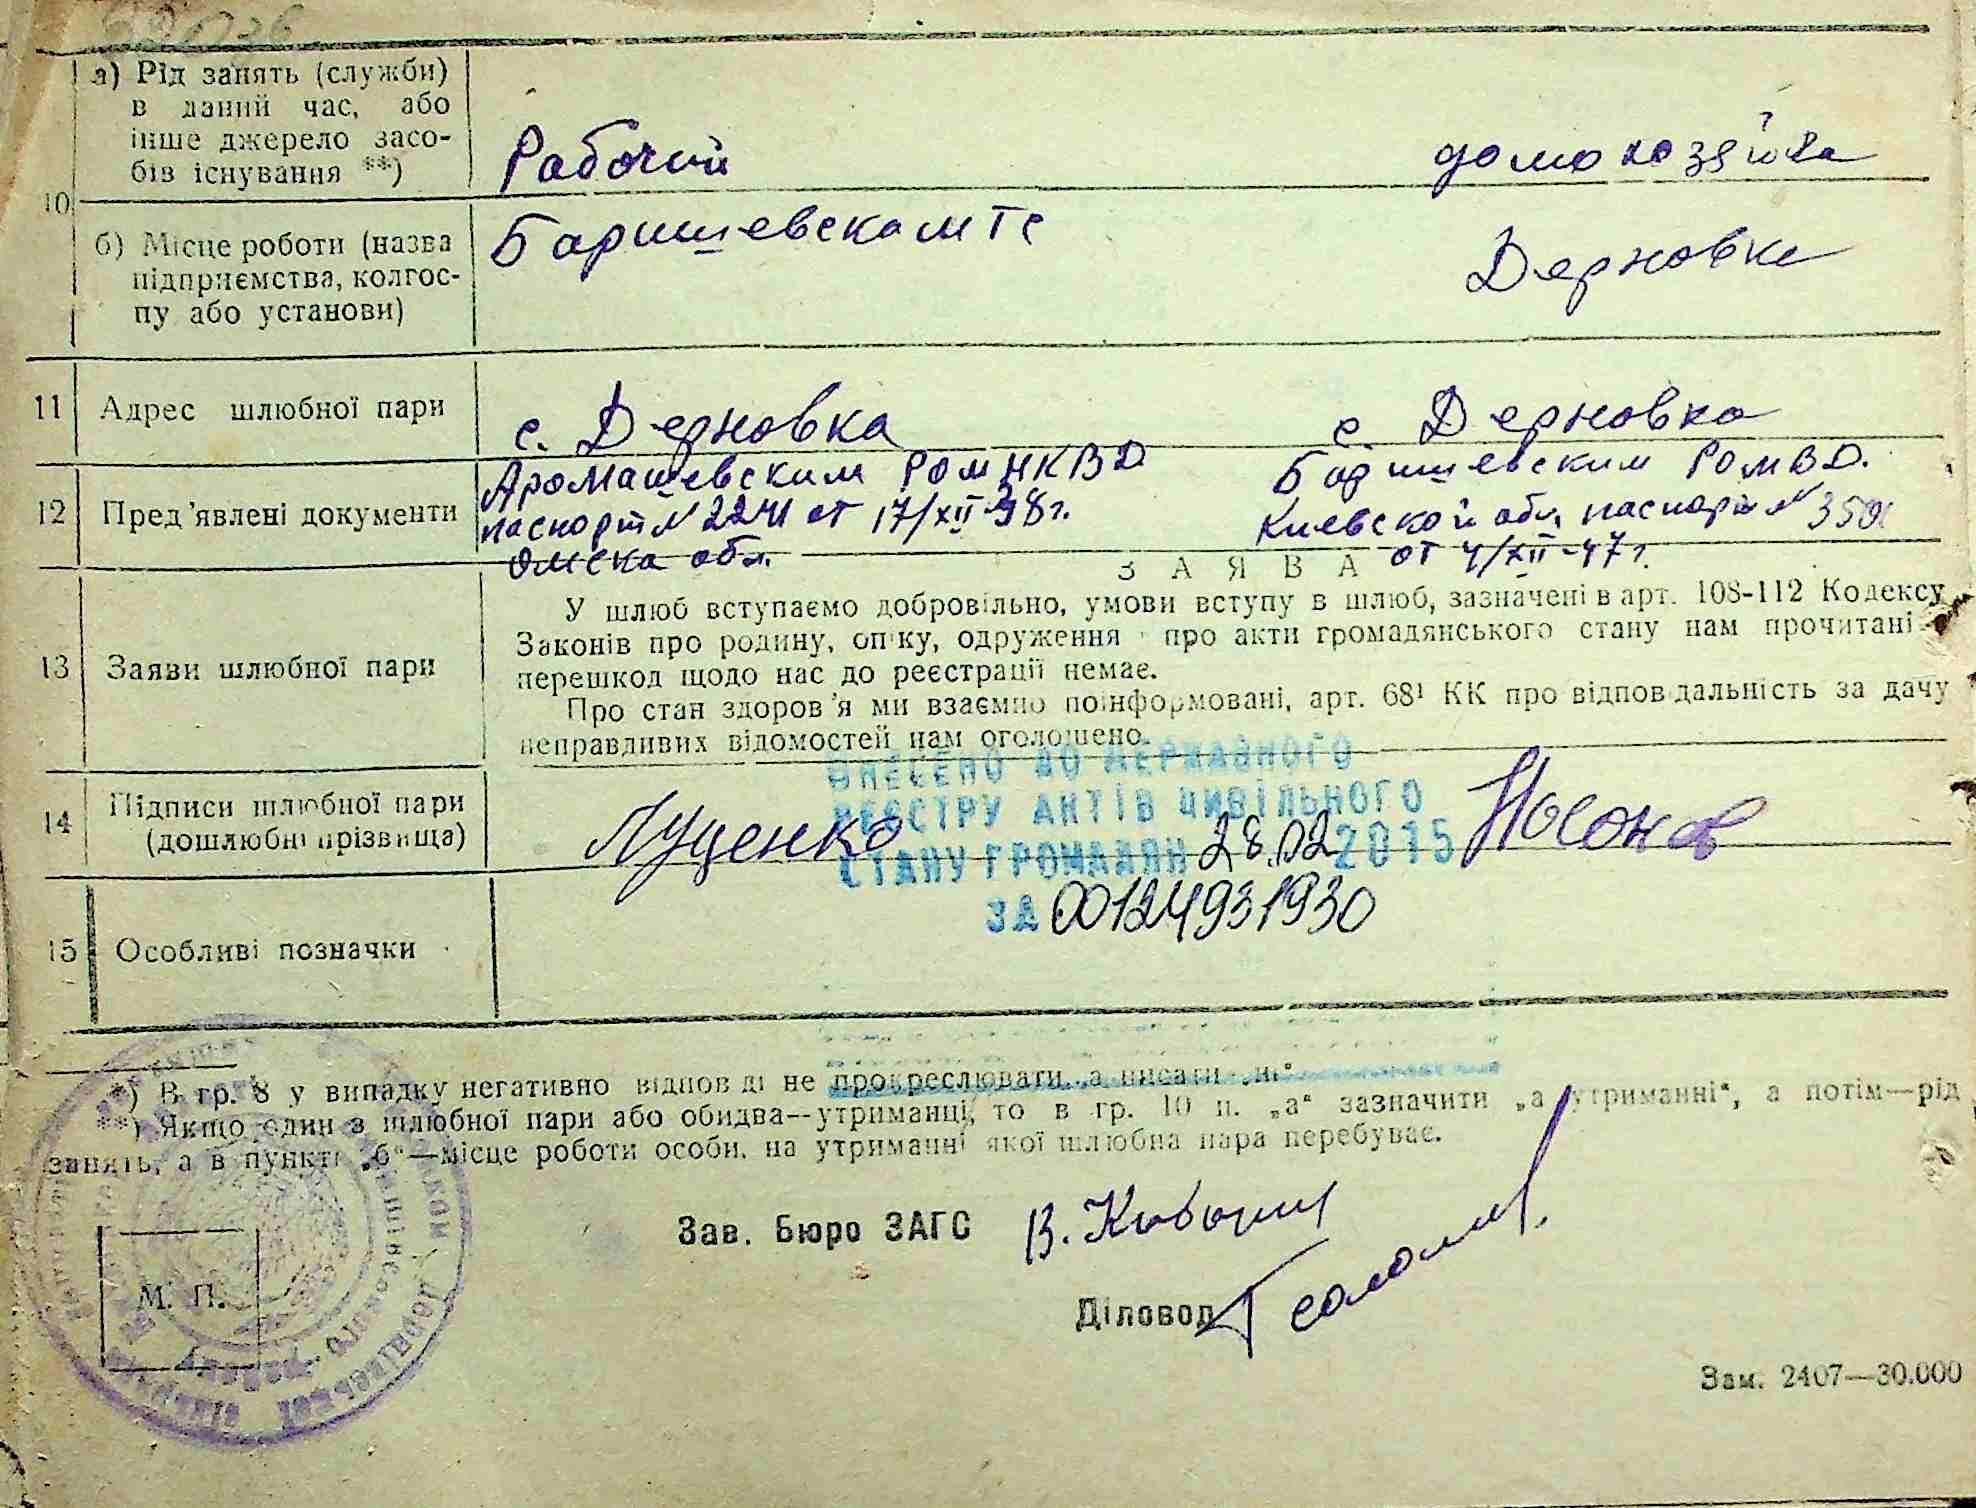 10
а) Рід занять (служби)
в даний час, або
інше джерело засо-
бів існування **)
Рабочий
домохозяйка
б) Місце роботи (назва
підприємства, колгос-
пу або установи)
Баришевска мтс
Дерновке
11
Адрес шлюбної пари
с. Дерновка
с. Дерновка
12
Пред'явлені документи
Аромашевским РОМНКВД
паспорт № 2241 от 17/XII-38г.
Омска обл.
Баришевским РОМВД.
Киевской обл, паспорт №
от 4/XII-47г.
13
Заяви шлюбної пари
ЗАЯВА
У шлюб вступаємо добровільно, умови вступу в шлюб, зазначені в арт. 108-112 Кодексу
Законів про родину, опіку, одруження і про акти громадянського стану нам прочитані
перешкод щодо нас до реєстрації немає.
Про стан здоров'я ми взаємно поінформовані, арт. 68¹ КК про відповідальність за дачу
неправдивих відомостей нам оголошено.
14
Підписи шлюбної пари
(дошлюбні прізвища)
Луценко
ВНЕСЕНО ДО ДЕРЖАВНОГО
РЕЄСТРУ АКТІВ ЦИВІЛЬНОГО
СТАНУ ГРОМАДЯН 28.02 2015
ЗА 00124931930
15
Особливі позначки
*) В гр. 8 у випадку негативної відповіді не прокреслювати, а писати „ні"
**) Якщо один з шлюбної пари або обидва—утриманці, то в гр. 10 п. „а" зазначити „а утриманні", а потім—рід
занять, а в пункті „б"—місце роботи особи, на утриманні якої шлюбна пара перебуває.
Зав. Бюро ЗАГС
Діловод
М. П.
Зам. 2407—30.000